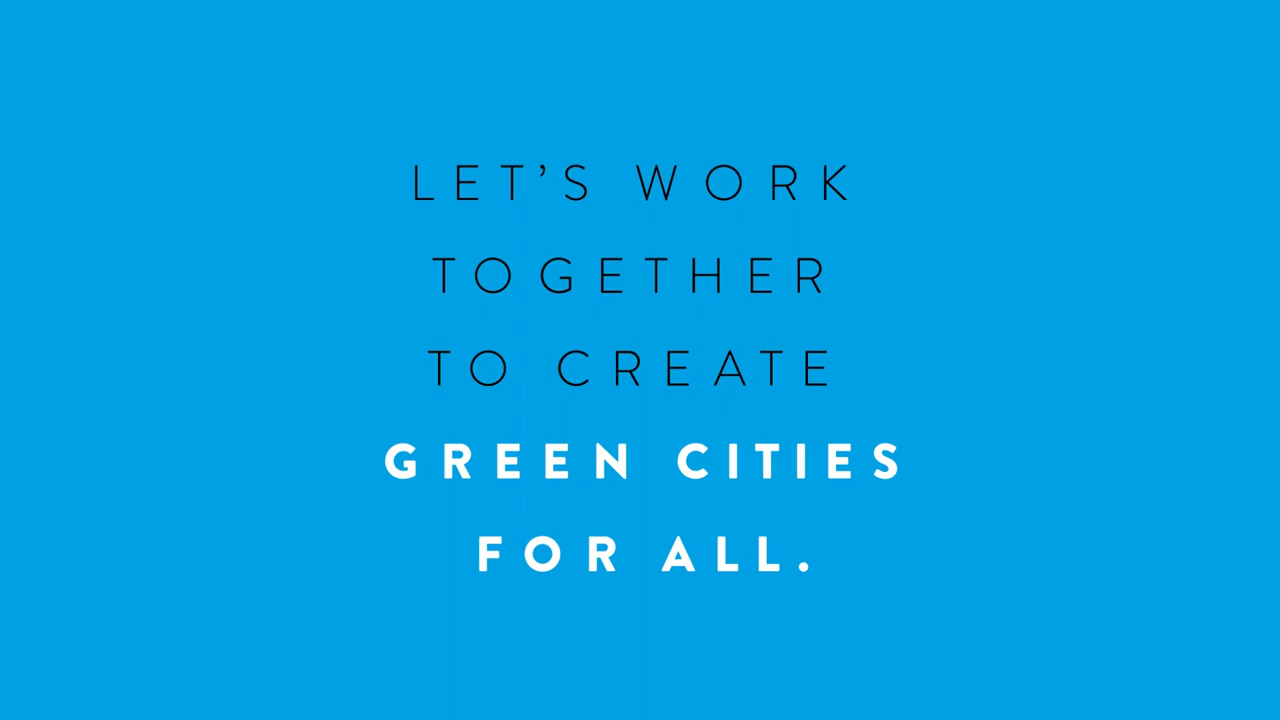 LET’S WORK
TOGETHER
TO CREATE
GREEN CITIES
FOR ALL.